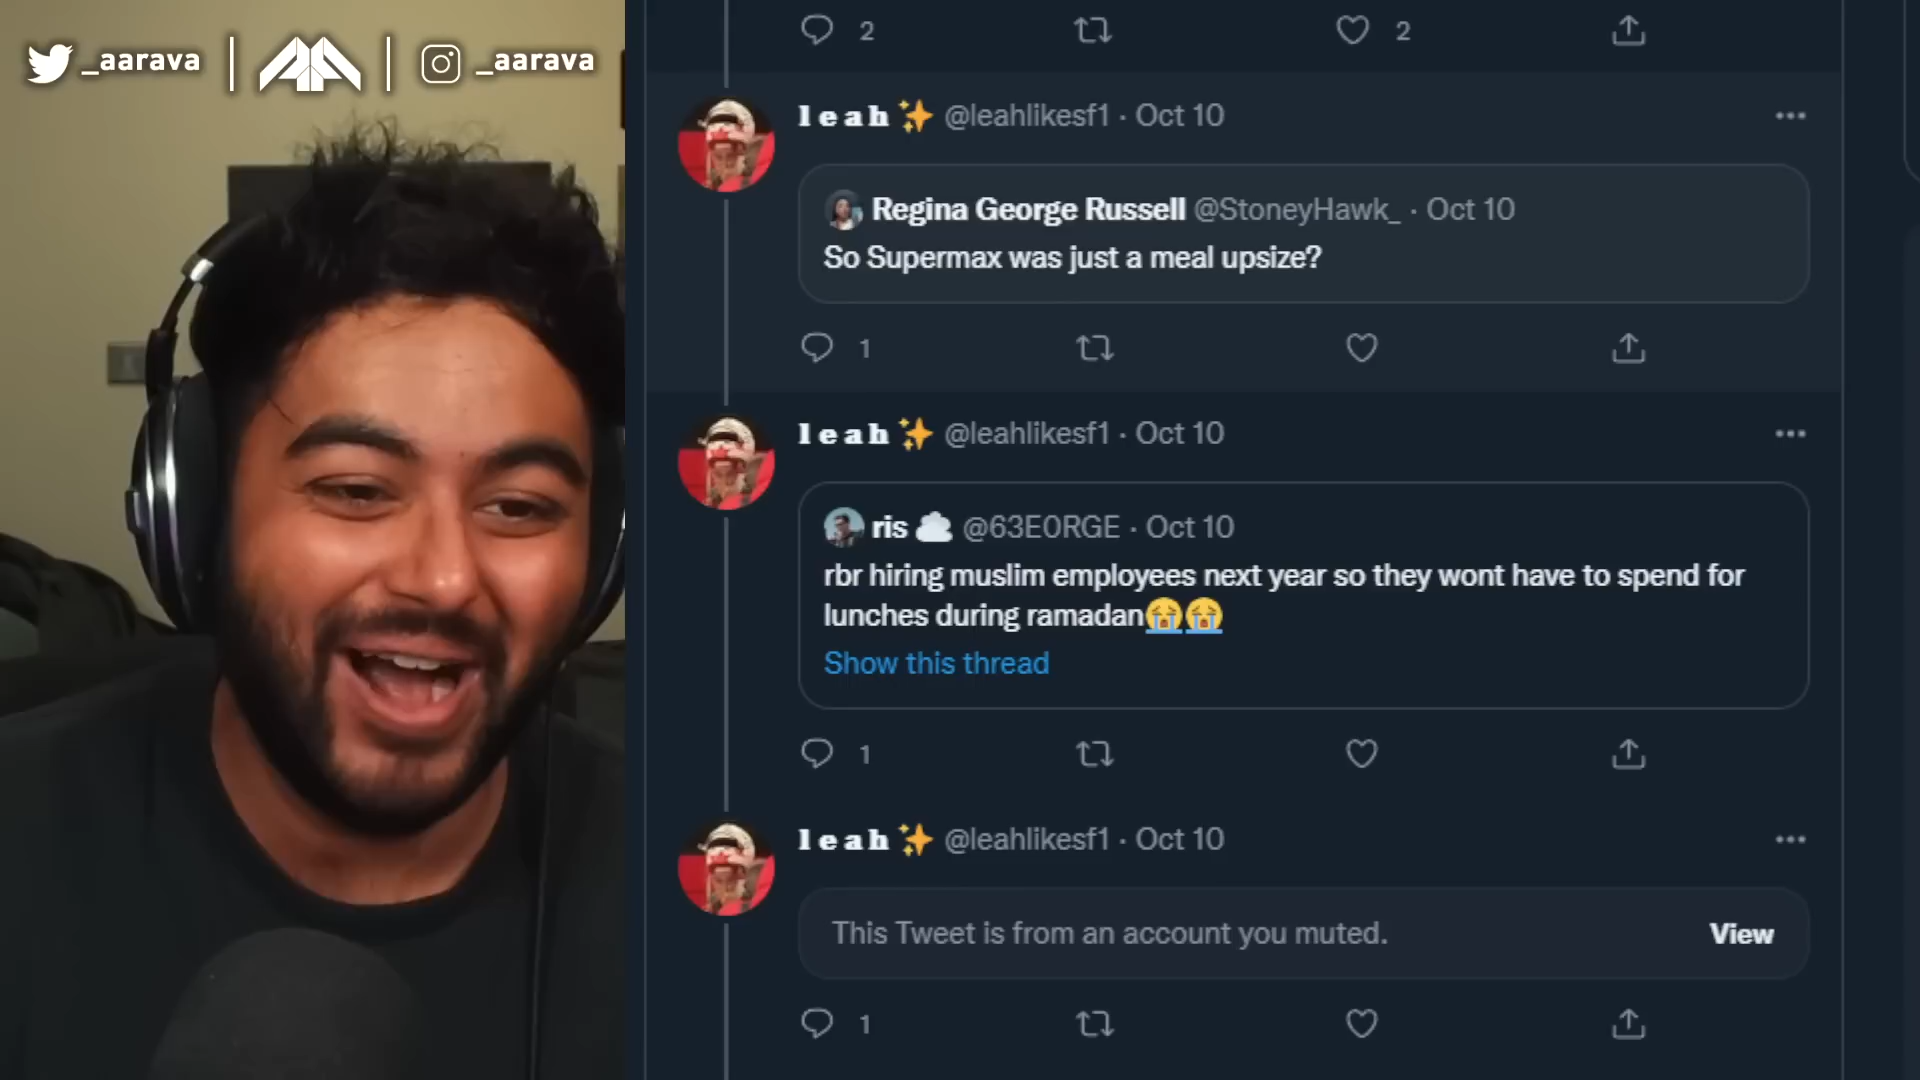 _aarava
_aarava
2
2
leah✨ @leahlikesf1 · Oct 10
Regina George Russell @StoneyHawk_ · Oct 10
So Supermax was just a meal upsize?
1
leah✨ @leahlikesf1 · Oct 10
ris ☁️ @63E0RGE · Oct 10
rbr hiring muslim employees next year so they wont have to spend for
lunches during ramadan😭😭
Show this thread
1
leah✨ @leahlikesf1 · Oct 10
This Tweet is from an account you muted.
View
1